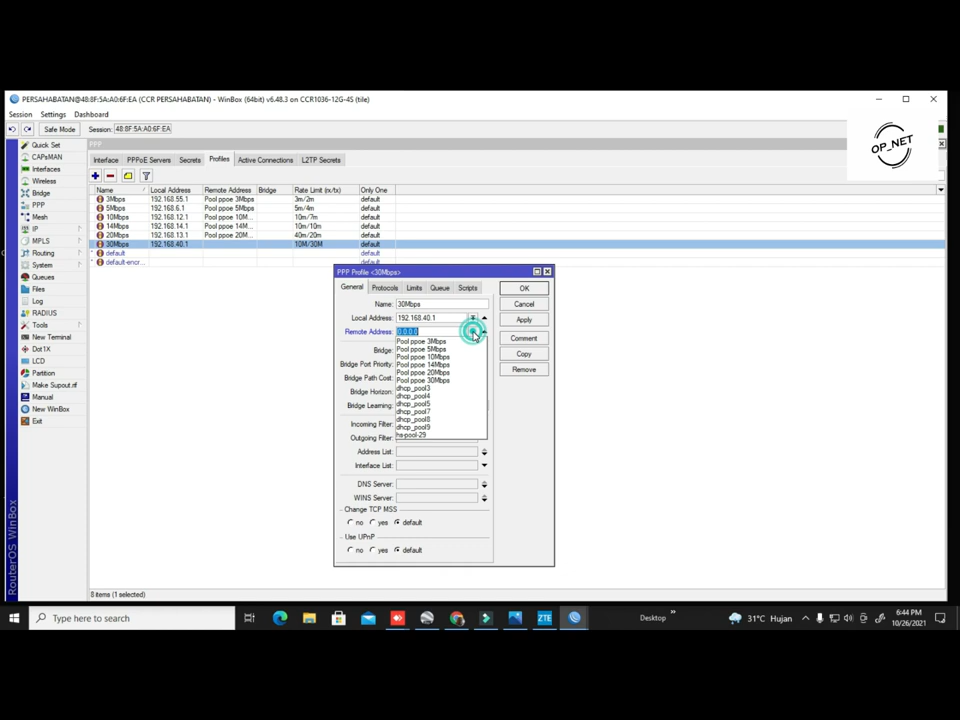 PERSAHABATAN@48:8F:5A:A0:6F:EA (CCR PERSAHABATAN) - WinBox (64bit) v6.48.3 on CCR1036-12G-4S (tile)
Session Settings Dashboard
Safe Mode Session: 48:8F:5A:A0:6F:EA
OP_NET
Quick Set
CAPsMAN
Interfaces
Wireless
Bridge
PPP
Mesh
IP
MPLS
Routing
System
Queues
Files
Log
RADIUS
Tools
New Terminal
Dot1X
LCD
Partition
Make Supout.rif
Manual
New WinBox
Exit
RouterOS WinBox
PPP
Interface PPPoE Servers Secrets Profiles Active Connections L2TP Secrets
Name Local Address Remote Address Bridge Rate Limit (rx/tx) Only One
3Mbps 192.168.55.1 Pool ppoe 3Mbps 3m/2m default
5Mbps 192.168.6.1 Pool ppoe 5Mbps 5m/4m default
10Mbps 192.168.12.1 Pool ppoe 10M... 10m/7m default
14Mbps 192.168.14.1 Pool ppoe 14M... 10m/10m default
20Mbps 192.168.13.1 Pool ppoe 20M... 40m/20m default
30Mbps 192.168.40.1 10M/30M default
* default default
* default-encr... default
PPP Profile <30Mbps>
General Protocols Limits Queue Scripts
Name: 30Mbps
Local Address: 192.168.40.1
Remote Address: 0.0.0.0
Pool ppoe 3Mbps
Pool ppoe 5Mbps
Pool ppoe 10Mbps
Pool ppoe 14Mbps
Pool ppoe 20Mbps
Pool ppoe 30Mbps
dhcp_pool3
dhcp_pool4
dhcp_pool5
dhcp_pool7
dhcp_pool8
dhcp_pool9
hs-pool-29
Bridge:
Bridge Port Priority:
Bridge Path Cost:
Bridge Horizon:
Bridge Learning:
Incoming Filter:
Outgoing Filter:
Address List:
Interface List:
DNS Server:
WINS Server:
Change TCP MSS
no yes default
Use UPnP
no yes default
OK
Cancel
Apply
Comment
Copy
Remove
8 items (1 selected)
Type here to search
ZTE
Desktop
»
31°C Hujan
6:44 PM
10/26/2021